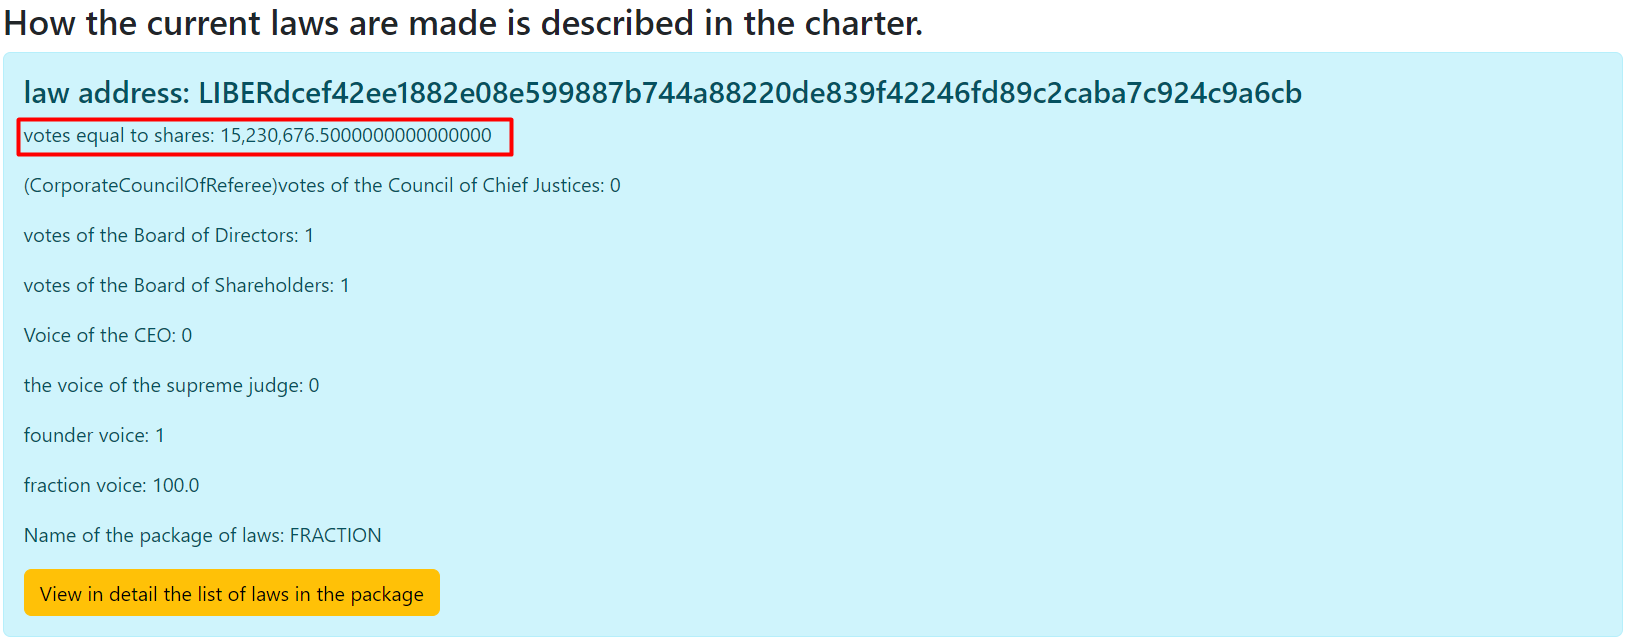 How the current laws are made is described in the charter.
law address: LIBERdcef42ee1882e08e599887b744a88220de839f42246fd89c2caba7c924c9a6cb
votes equal to shares: 15,230,676.5000000000000000
(CorporateCouncilOfReferee)votes of the Council of Chief Justices: 0
votes of the Board of Directors: 1
votes of the Board of Shareholders: 1
Voice of the CEO: 0
the voice of the supreme judge: 0
founder voice: 1
fraction voice: 100.0
Name of the package of laws: FRACTION
View in detail the list of laws in the package